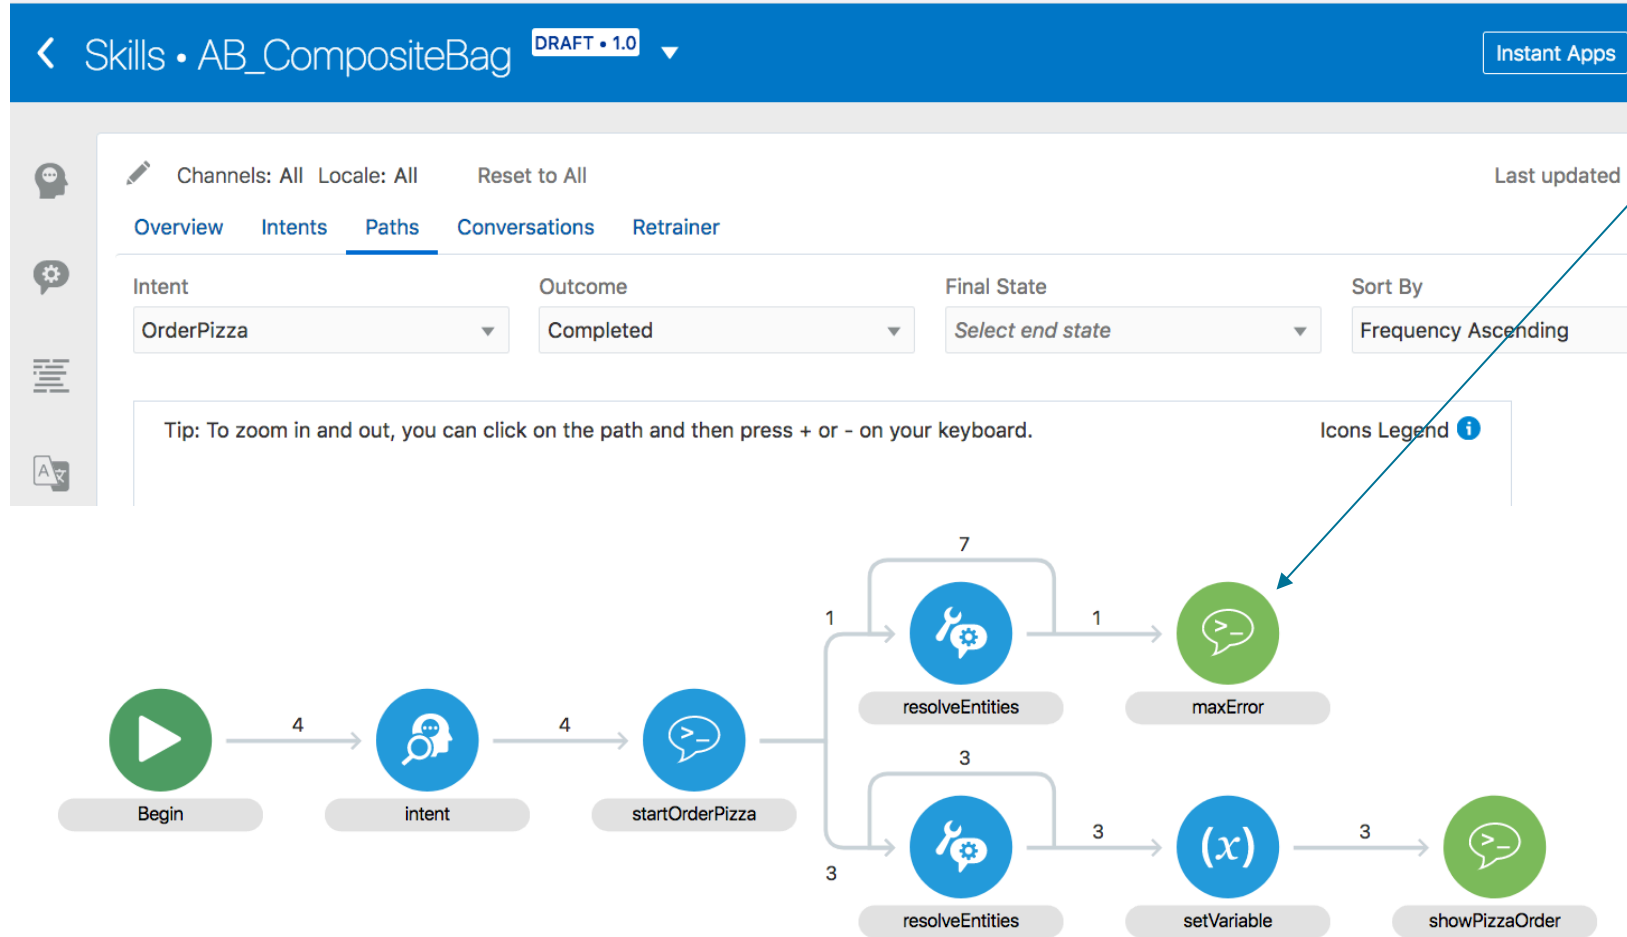 Skills • AB_CompositeBag DRAFT • 1.0 Instant Apps
Channels: All Locale: All Reset to All Last updated
Overview Intents Paths Conversations Retrainer
Intent Outcome Final State Sort By
OrderPizza Completed Select end state Frequency Ascending
Tip: To zoom in and out, you can click on the path and then press + or - on your keyboard. Icons Legend
7
1 1
resolveEntities maxError
4 4
3
Begin intent startOrderPizza
3 3
(x)
3
resolveEntities setVariable showPizzaOrder